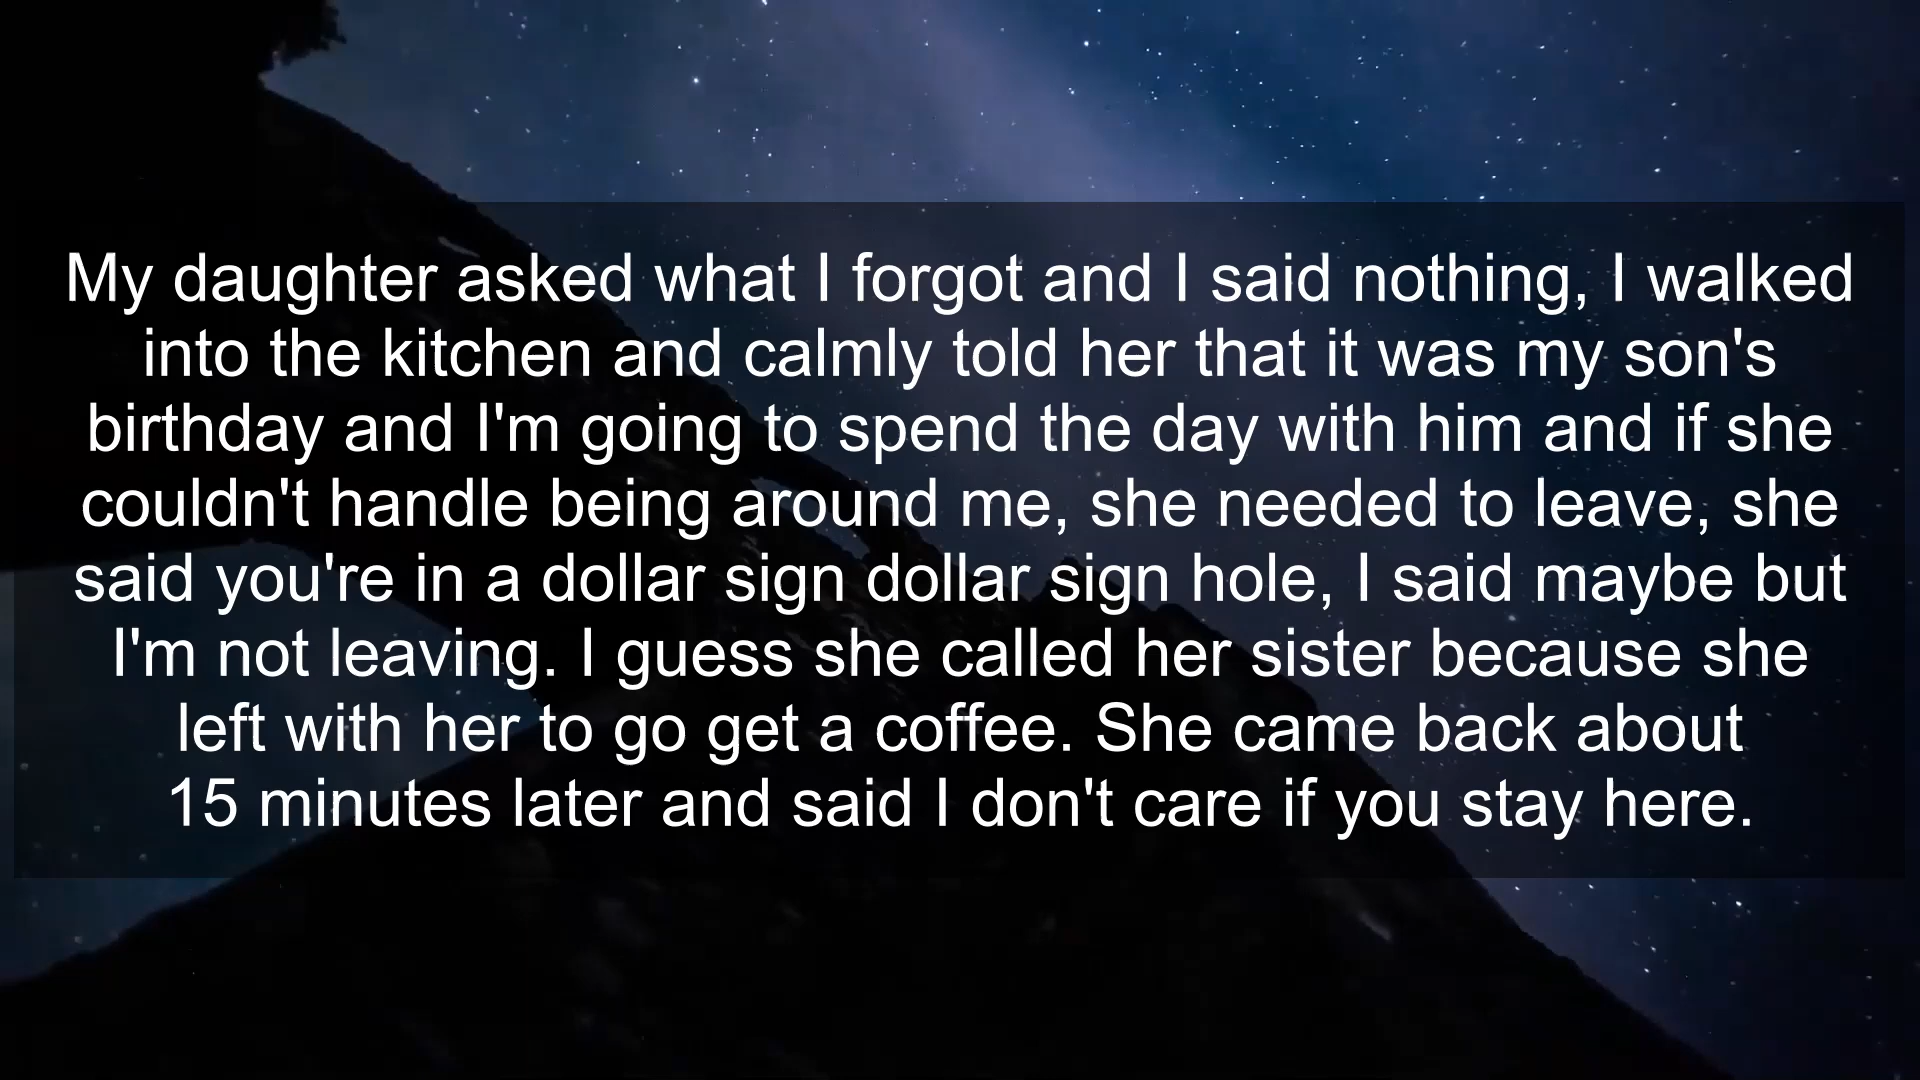 My daughter asked what I forgot and I said nothing, I walked
into the kitchen and calmly told her that it was my son's
birthday and I'm going to spend the day with him and if she
couldn't handle being around me, she needed to leave, she
said you're in a dollar sign dollar sign hole, I said maybe but
I'm not leaving. I guess she called her sister because she
left with her to go get a coffee. She came back about
15 minutes later and said I don't care if you stay here.